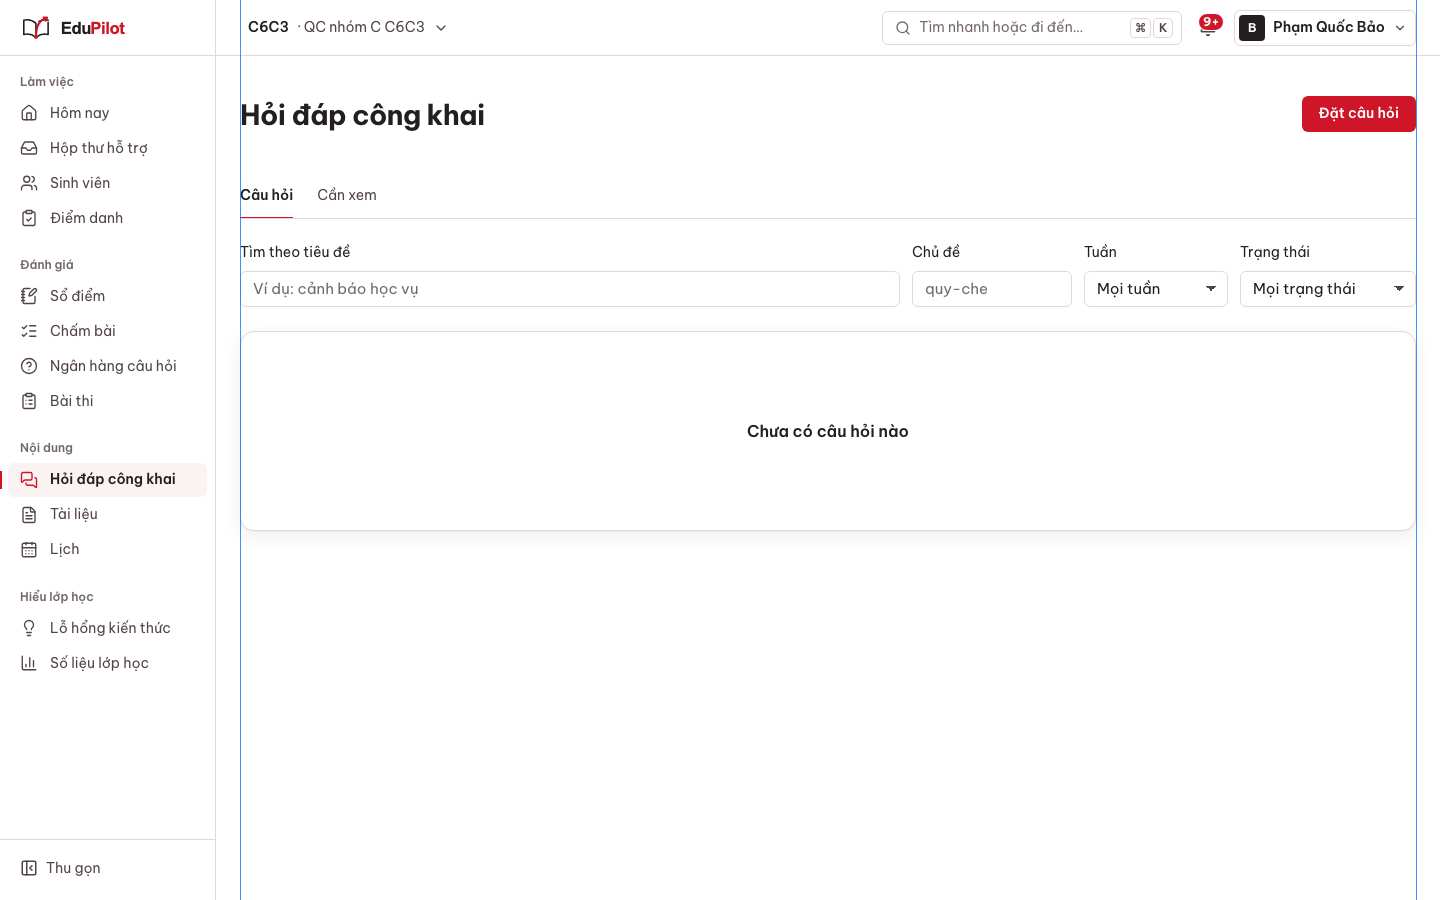 EduPilot
C6C3 · QC nhóm C C6C3
Tìm nhanh hoặc đi đến...
⌘ K
9+
B Phạm Quốc Bảo
Làm việc
Hôm nay
Hộp thư hỗ trợ
Sinh viên
Điểm danh
Đánh giá
Sổ điểm
Chấm bài
Ngân hàng câu hỏi
Bài thi
Nội dung
Hỏi đáp công khai
Tài liệu
Lịch
Hiểu lớp học
Lỗ hổng kiến thức
Số liệu lớp học
Thu gọn
Hỏi đáp công khai
Đặt câu hỏi
Câu hỏi Cần xem
Tìm theo tiêu đề Chủ đề Tuần Trạng thái
Ví dụ: cảnh báo học vụ quy-che Mọi tuần Mọi trạng thái
Chưa có câu hỏi nào